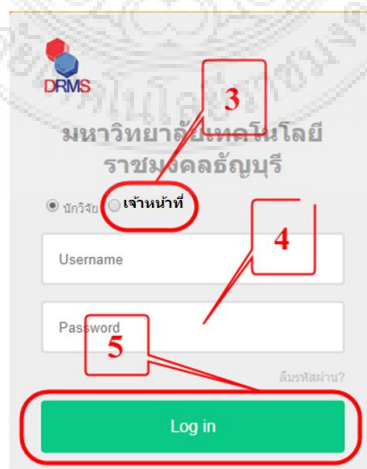 DRMS
3
มหาวิทยาลัยเทคโนโลยี
ราชมงคลธัญบุรี
นักวิจัย เจ้าหน้าที่
Username
4
Password
5
ลืมรหัสผ่าน?
Log in